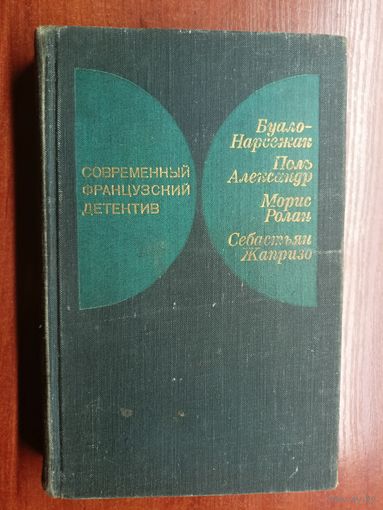 СОВРЕМЕННЫЙ
ФРАНЦУЗСКИЙ
ДЕТЕКТИВ
Буало-
Нарсежак
Поль
Александр
Морис
Ролан
Себастьян
Жапризо